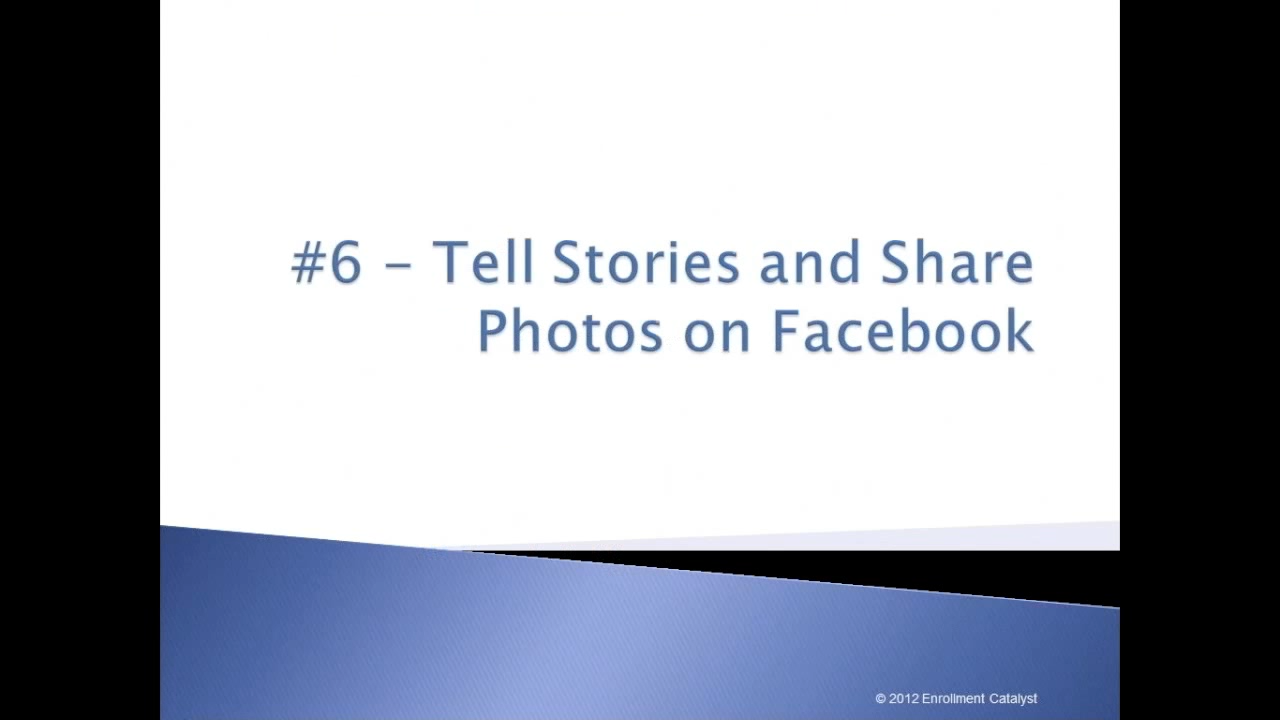 #6 – Tell Stories and Share
Photos on Facebook
© 2012 Enrollment Catalyst